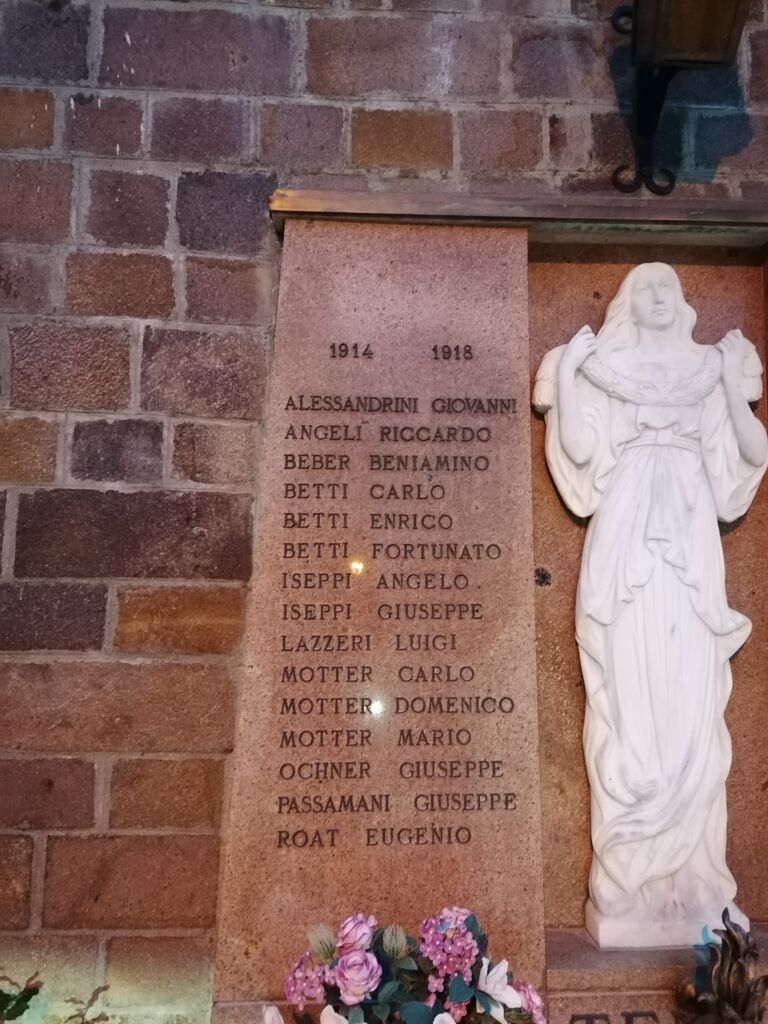 1914 1918
ALESSANDRINI GIOVANNI
ANGELI RICCARDO
BEBER BENIAMINO
BETTI CARLO
BETTI ENRICO
BETTI FORTUNATO
ISEPPI ANGELO.
ISEPPI GIUSEPPE
LAZZERI LUIGI
MOTTER CARLO
MOTTER DOMENICO
MOTTER MARIO
OCHNER GIUSEPPE
PASSAMANI GIUSEPPE
ROAT EUGENIO